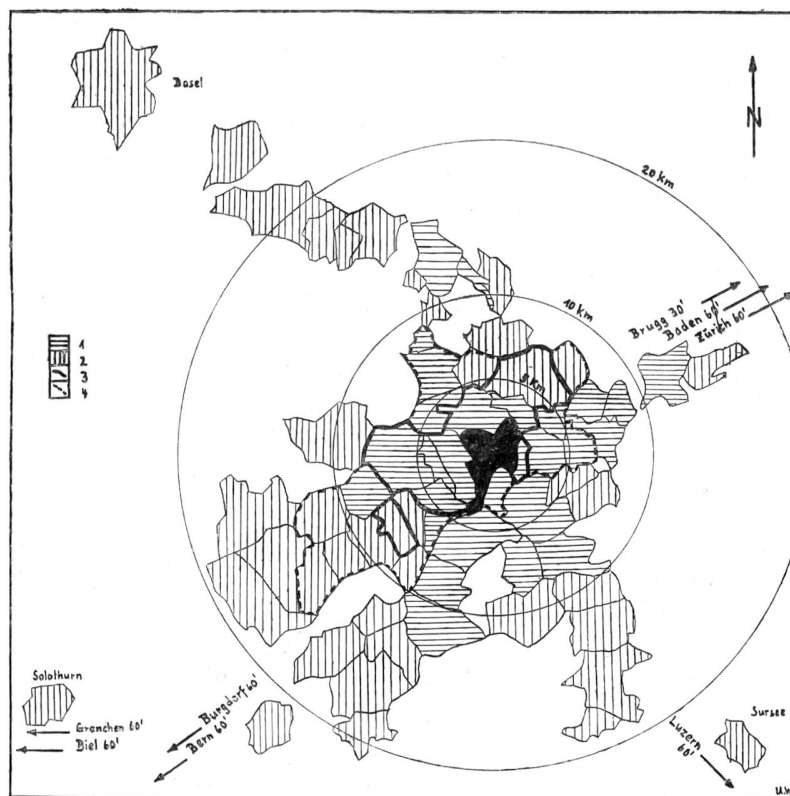 Basel
N
20 km
Brugg 30'
Baden 60'
Zürich 60'
10 km
5 km
1
2
3
4
Solothurn
Grenchen 60'
Biel 60'
Burgdorf 60'
Bern 60'
Luzern
60'
Sursee